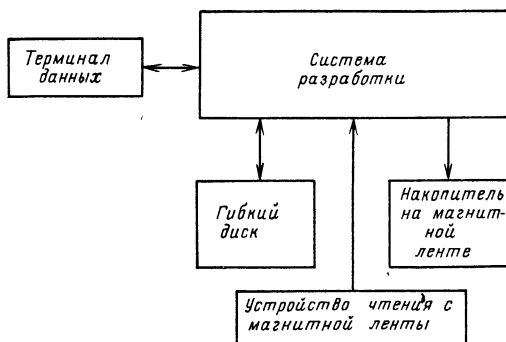 Терминал
данных
Система
разработки
Гибкий
диск
Накопитель
на магнит-
ной
ленте
Устройство чтения с
магнитной ленты